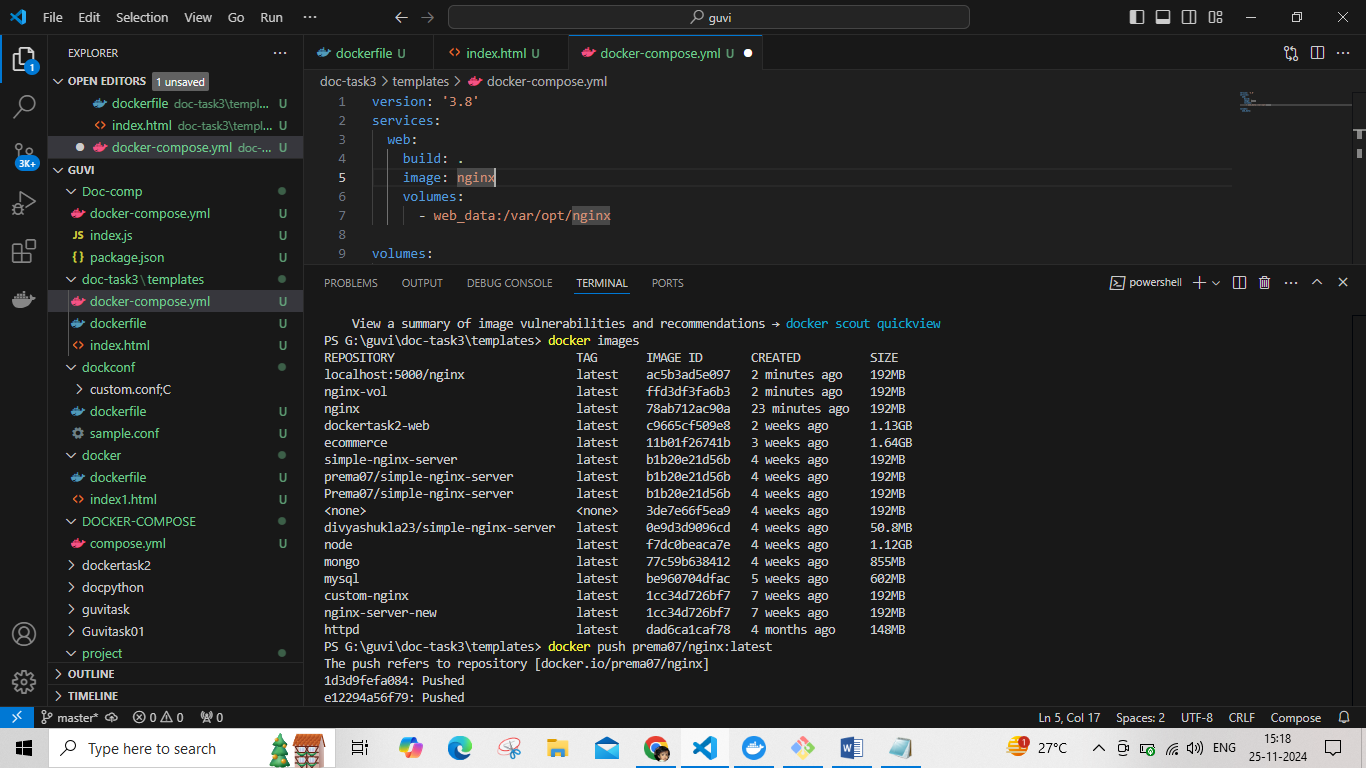 File Edit Selection View Go Run ··· guvi
EXPLORER ···
OPEN EDITORS 1 unsaved
dockerfile doc-task3\templ... U
index.html doc-task3\templ... U
docker-compose.yml doc-... U
GUVI
Doc-comp
docker-compose.yml U
JS index.js U
{} package.json U
doc-task3\templates
docker-compose.yml U
dockerfile U
index.html U
dockconf
custom.conf;C
dockerfile U
sample.conf U
docker
dockerfile U
index1.html U
DOCKER-COMPOSE
compose.yml U
dockertask2
docpython
guvitask
Guvitask01
project
OUTLINE
TIMELINE
1
3K+
dockerfile U index.html U docker-compose.yml U
doc-task3 > templates > docker-compose.yml
1 version: '3.8'
2 services:
3 web:
4 build: .
5 image: nginx
6 volumes:
7 - web_data:/var/opt/nginx
8
9 volumes:
PROBLEMS OUTPUT DEBUG CONSOLE TERMINAL PORTS powershell
View a summary of image vulnerabilities and recommendations → docker scout quickview
PS G:\guvi\doc-task3\templates> docker images
REPOSITORY TAG IMAGE ID CREATED SIZE
localhost:5000/nginx latest ac5b3ad5e097 2 minutes ago 192MB
nginx-vol latest ffd3df3fa6b3 2 minutes ago 192MB
nginx latest 78ab712ac90a 23 minutes ago 192MB
dockertask2-web latest c9665cf509e8 2 weeks ago 1.13GB
ecommerce latest 11b01f26741b 3 weeks ago 1.64GB
simple-nginx-server latest b1b20e21d56b 4 weeks ago 192MB
prema07/simple-nginx-server latest b1b20e21d56b 4 weeks ago 192MB
Prema07/simple-nginx-server latest b1b20e21d56b 4 weeks ago 192MB
<none> <none> 3de7e66f5ea9 4 weeks ago 192MB
divyashukla23/simple-nginx-server latest 0e9d3d9096cd 4 weeks ago 50.8MB
node latest f7dc0beaca7e 4 weeks ago 1.12GB
mongo latest 77c59b638412 4 weeks ago 855MB
mysql latest be960704dfac 5 weeks ago 602MB
custom-nginx latest 1cc34d726bf7 7 weeks ago 192MB
nginx-server-new latest 1cc34d726bf7 7 weeks ago 192MB
httpd latest dad6ca1caf78 4 months ago 148MB
PS G:\guvi\doc-task3\templates> docker push prema07/nginx:latest
The push refers to repository [docker.io/prema07/nginx]
1d3d9fefa084: Pushed
e12294a56f79: Pushed
master* 0 0 0 Ln 5, Col 17 Spaces: 2 UTF-8 CRLF Compose
Type here to search 1 27°C ENG 15:18
25-11-2024